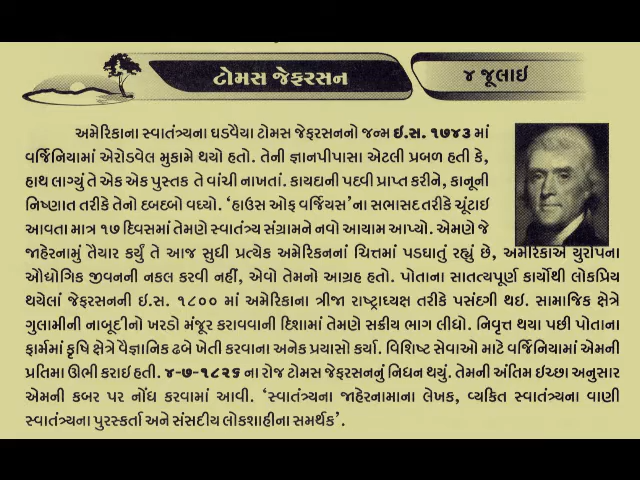 ટોમસ જેફરસન
૪ જૂલાઈ
અમેરિકાના સ્વાતંત્ર્યના ઘડવૈયા ટોમસ જેફરસનનો જન્મ ઇ.સ. ૧૭૪૩ માં
વર્જિનિયામાં એરોડવેલ મુકામે થયો હતો. તેની જ્ઞાનપીપાસા એટલી પ્રબળ હતી કે,
હાથ લાગ્યું તે એક એક પુસ્તક તે વાંચી નાખતાં. કાયદાની પદવી પ્રાપ્ત કરીને, કાનૂની
નિષ્ણાત તરીકે તેનો દબદબો વધ્યો. ‘હાઉસ ઓફ વર્જિયસ’ના સભાસદ તરીકે ચૂંટાઇ
આવતા માત્ર ૧૭ દિવસમાં તેમણે સ્વાતંત્ર્ય સંગ્રામને નવો આયામ આપ્યો. એમણે જે
જાહેરનામું તૈયાર કર્યું તે આજ સુધી પ્રત્યેક અમેરિકનનાં ચિત્તમાં પડઘાતું રહ્યું છે, અમેરિકાએ યુરોપના
ઔદ્યોગિક જીવનની નકલ કરવી નહીં, એવો તેમનો આગ્રહ હતો. પોતાના સાતત્યપૂર્ણ કાર્યોથી લોકપ્રિય
થયેલાં જેફરસનની ઇ.સ. ૧૮૦૦ માં અમેરિકાના ત્રીજા રાષ્ટ્રાધ્યક્ષ તરીકે પસંદગી થઇ. સામાજિક ક્ષેત્રે
ગુલામીની નાબૂદીનો ખરડો મંજૂર કરાવવાની દિશામાં તેમણે સક્રીય ભાગ લીધો. નિવૃત્ત થયા પછી પોતાના
ફાર્મમાં કૃષિ ક્ષેત્રે વૈજ્ઞાનિક ઢબે ખેતી કરવાના અનેક પ્રયાસો કર્યા. વિશિષ્ટ સેવાઓ માટે વર્જિનિયામાં એમની
પ્રતિમા ઊભી કરાઇ હતી. ૪-૭-૧૮૨૬ ના રોજ ટોમસ જેફરસનનું નિધન થયું. તેમની અંતિમ ઇચ્છા અનુસાર
એમની કબર પર નોંધ કરવામાં આવી. ‘સ્વાતંત્ર્યના જાહેરનામાના લેખક, વ્યકિત સ્વાતંત્ર્યના વાણી
સ્વાતંત્ર્યના પુરસ્કર્તા અને સંસદીય લોકશાહીના સમર્થક’.